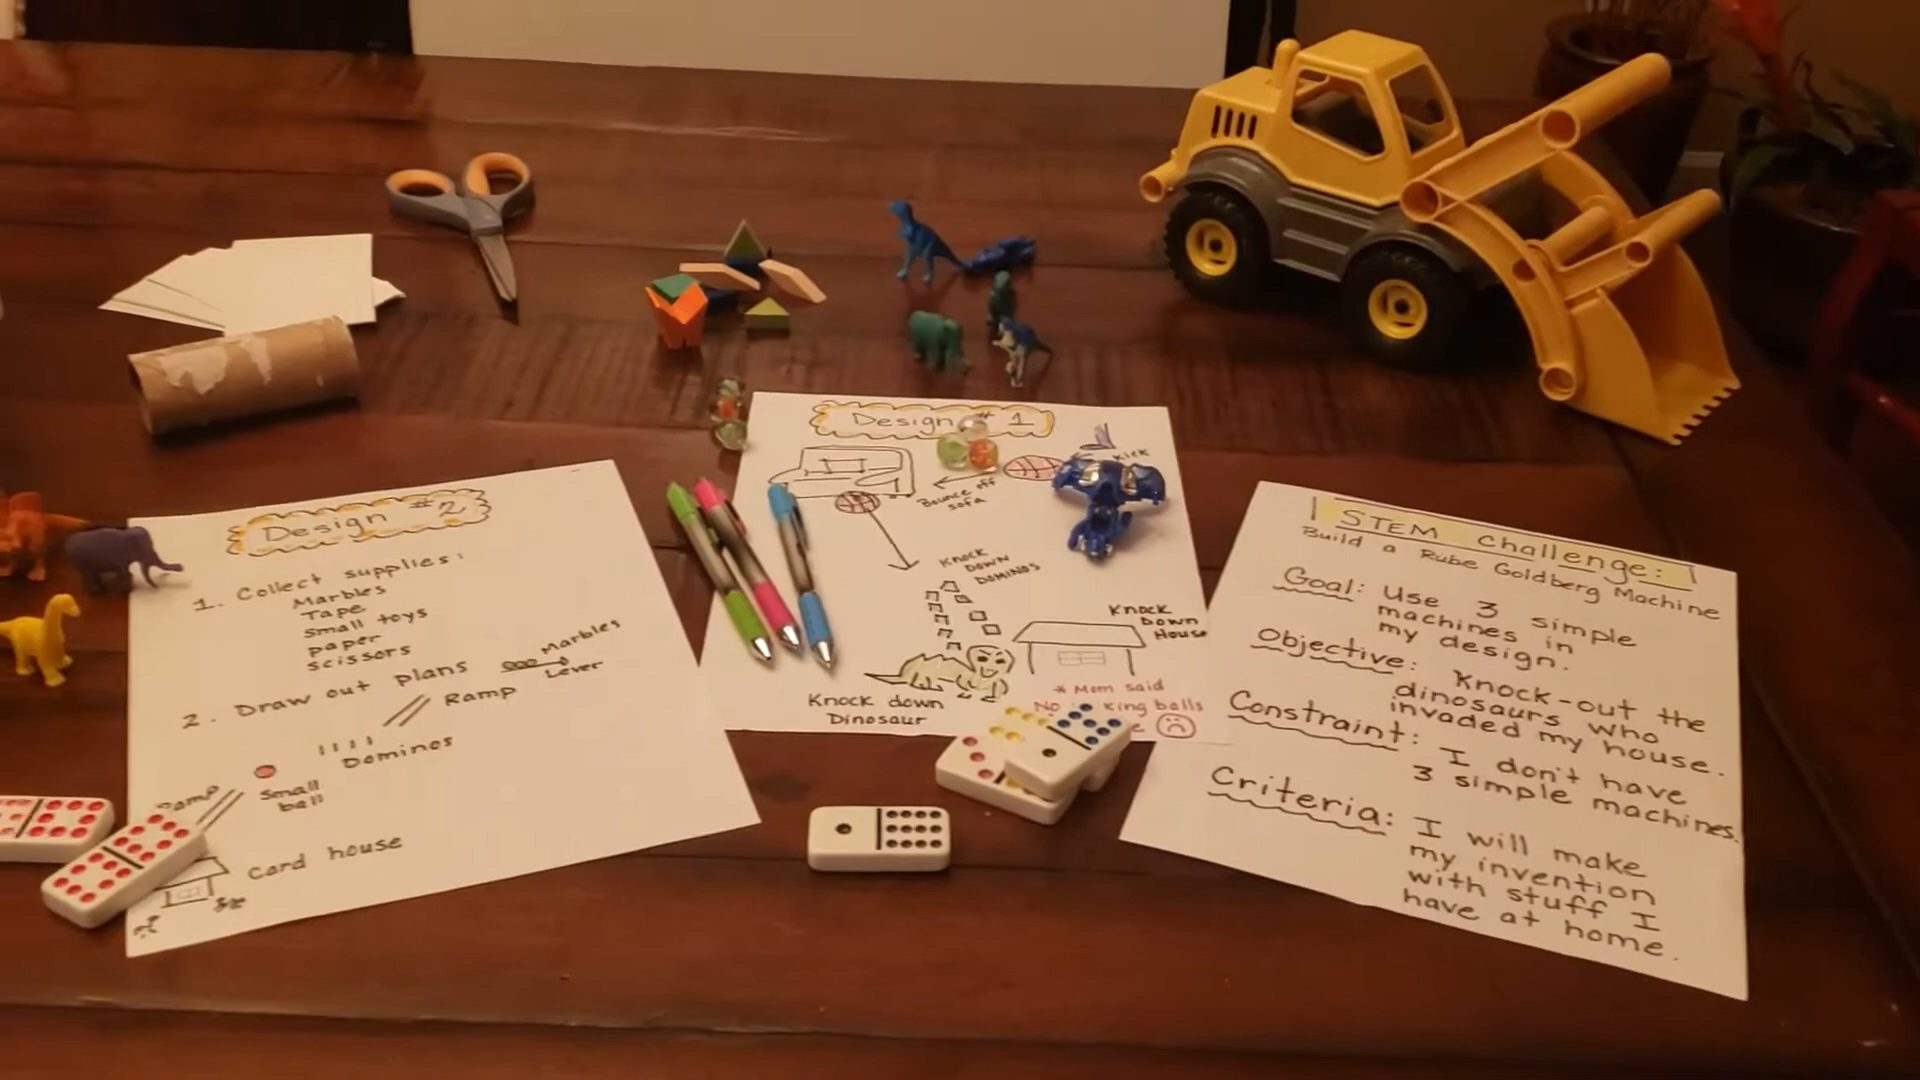 Design #2
1. Collect supplies:
Marbles
Tape
small toys
paper
scissors
2. Draw out plans
Marbles
Lever
Ramp
Dominos
small
ball
Ramp
Card house
Design #1
Kick
Bounce off
sofa
Knock
Down
Dominos
Knock
Down
House
Knock down
Dinosaur
* Mom said
No king balls
STEM challenge:
Build a Rube Goldberg Machine
Goal: Use 3 simple
machines in
my design.
Objective: Knock-out the
dinosaurs who
invaded my house.
Constraint: I don't have
3 simple machines.
Criteria: I will make
my invention
with stuff I
have at home.